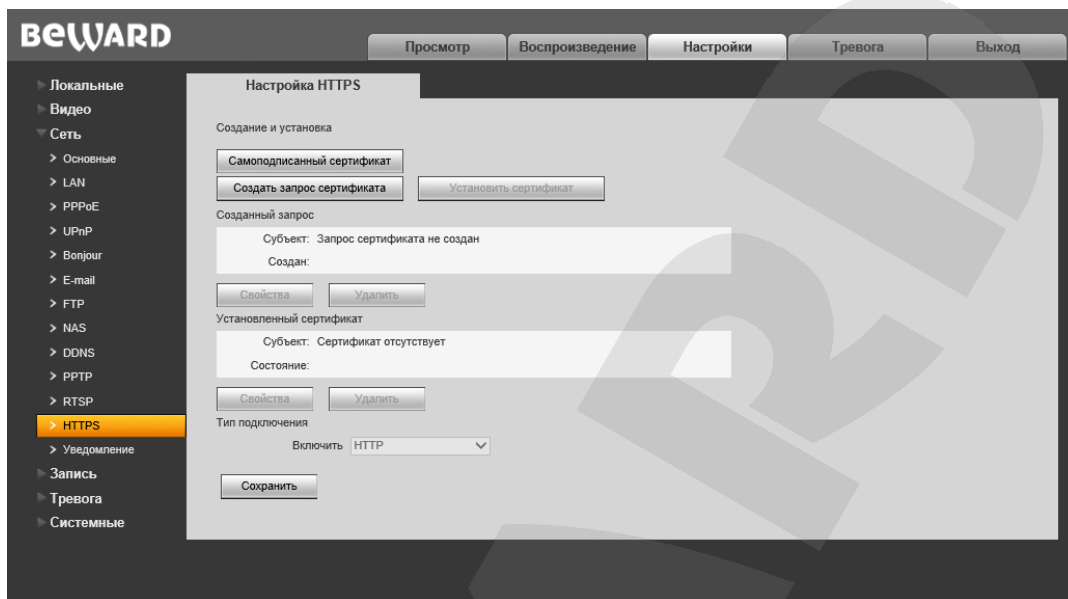 BEWARD
Просмотр
Воспроизведение
Настройки
Тревога
Выход
Локальные
Видео
Сеть
> Основные
> LAN
> PPPoE
> UPnP
> Bonjour
> E-mail
> FTP
> NAS
> DDNS
> PPTP
> RTSP
> HTTPS
> Уведомление
Запись
Тревога
Системные
Настройка HTTPS
Создание и установка
Самоподписанный сертификат
Создать запрос сертификата
Установить сертификат
Созданный запрос
Субъект: Запрос сертификата не создан
Создан:
Свойства
Удалить
Установленный сертификат
Субъект: Сертификат отсутствует
Состояние:
Свойства
Удалить
Тип подключения
Включить HTTP
Сохранить